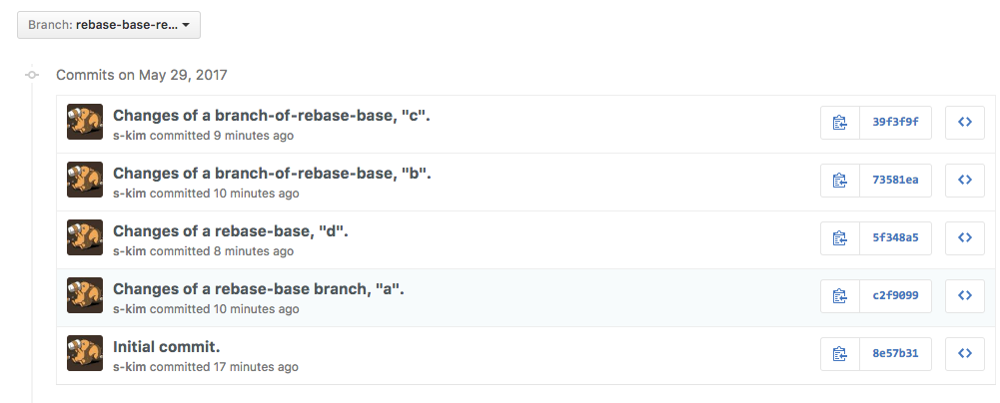 Branch: rebase-base-re...
Commits on May 29, 2017
Changes of a branch-of-rebase-base, "c".
s-kim committed 9 minutes ago
39f3f9f
Changes of a branch-of-rebase-base, "b".
s-kim committed 10 minutes ago
73581ea
Changes of a rebase-base, "d".
s-kim committed 8 minutes ago
5f348a5
Changes of a rebase-base branch, "a".
s-kim committed 10 minutes ago
c2f9099
Initial commit.
s-kim committed 17 minutes ago
8e57b31